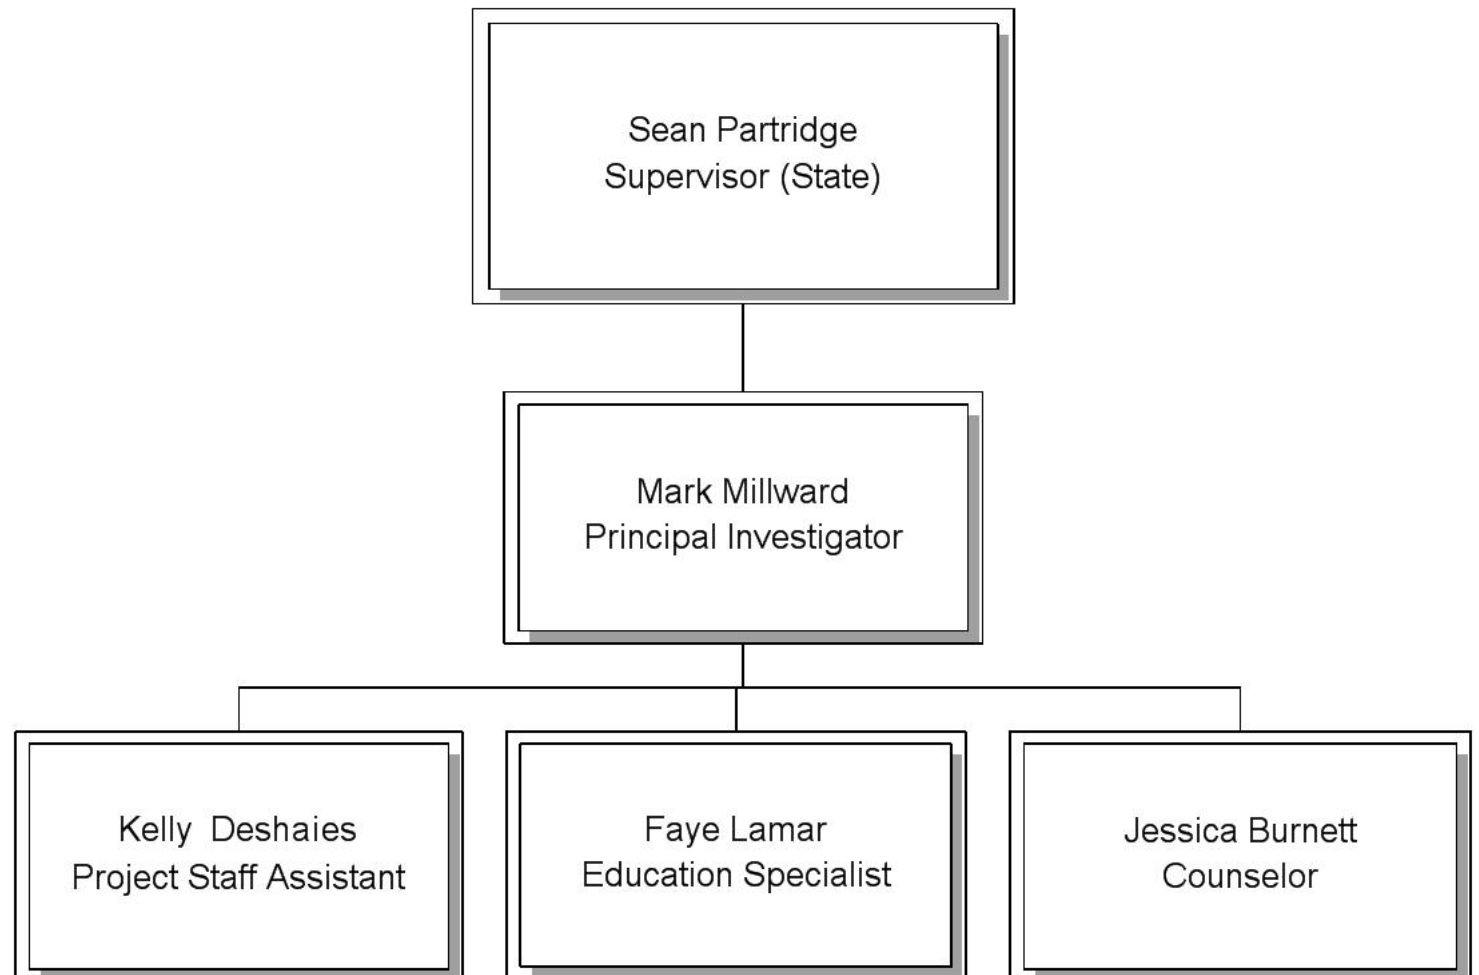 Sean Partridge
Supervisor (State)
Mark Millward
Principal Investigator
Kelly  Deshaies
Project Staff Assistant
Faye Lamar
Education Specialist
Jessica Burnett
Counselor